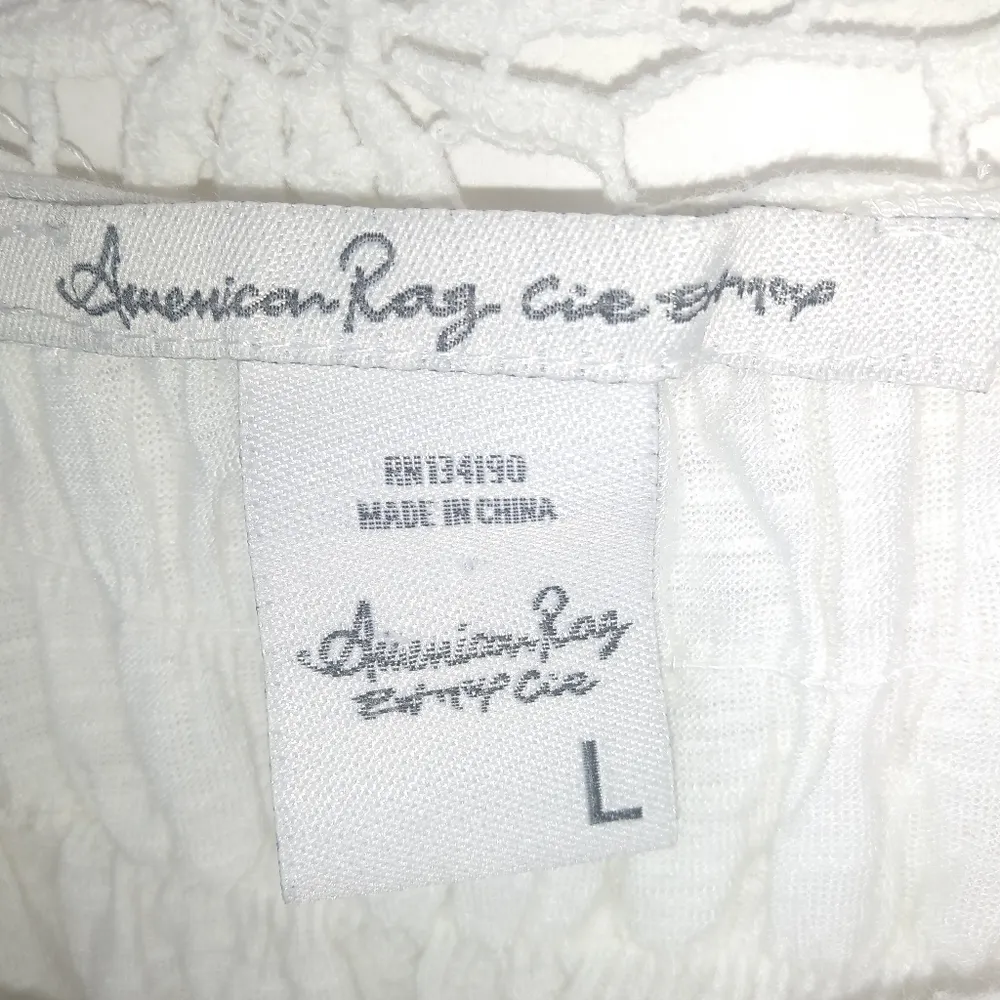 American Rag Cie
RN134190
MADE IN CHINA
American Rag
Cie
L